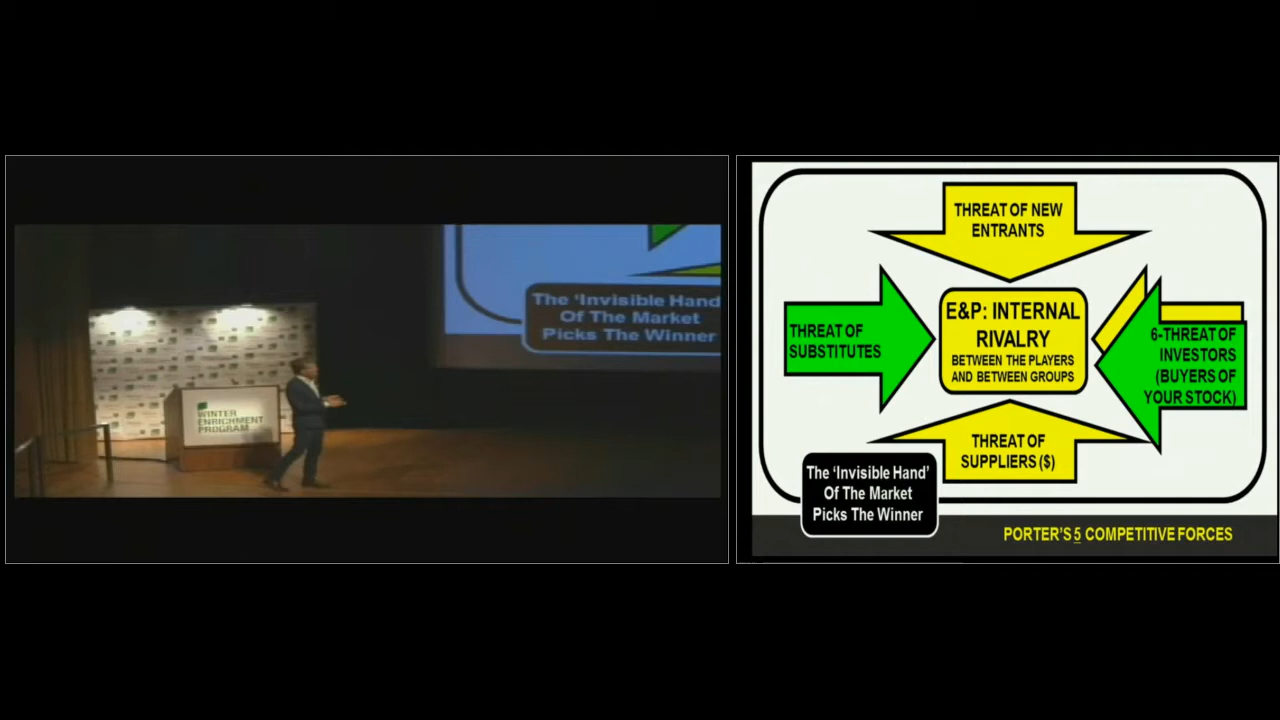 The 'Invisible Hand
Of The Market
Picks The Winner
WINTER
ENRICHMENT
PROGRAM
THREAT OF NEW
ENTRANTS
THREAT OF
SUBSTITUTES
E&P: INTERNAL
RIVALRY
BETWEEN THE PLAYERS
AND BETWEEN GROUPS
6-THREAT OF
INVESTORS
(BUYERS OF
YOUR STOCK)
THREAT OF
SUPPLIERS ($)
The 'Invisible Hand'
Of The Market
Picks The Winner
PORTER'S 5 COMPETITIVE FORCES